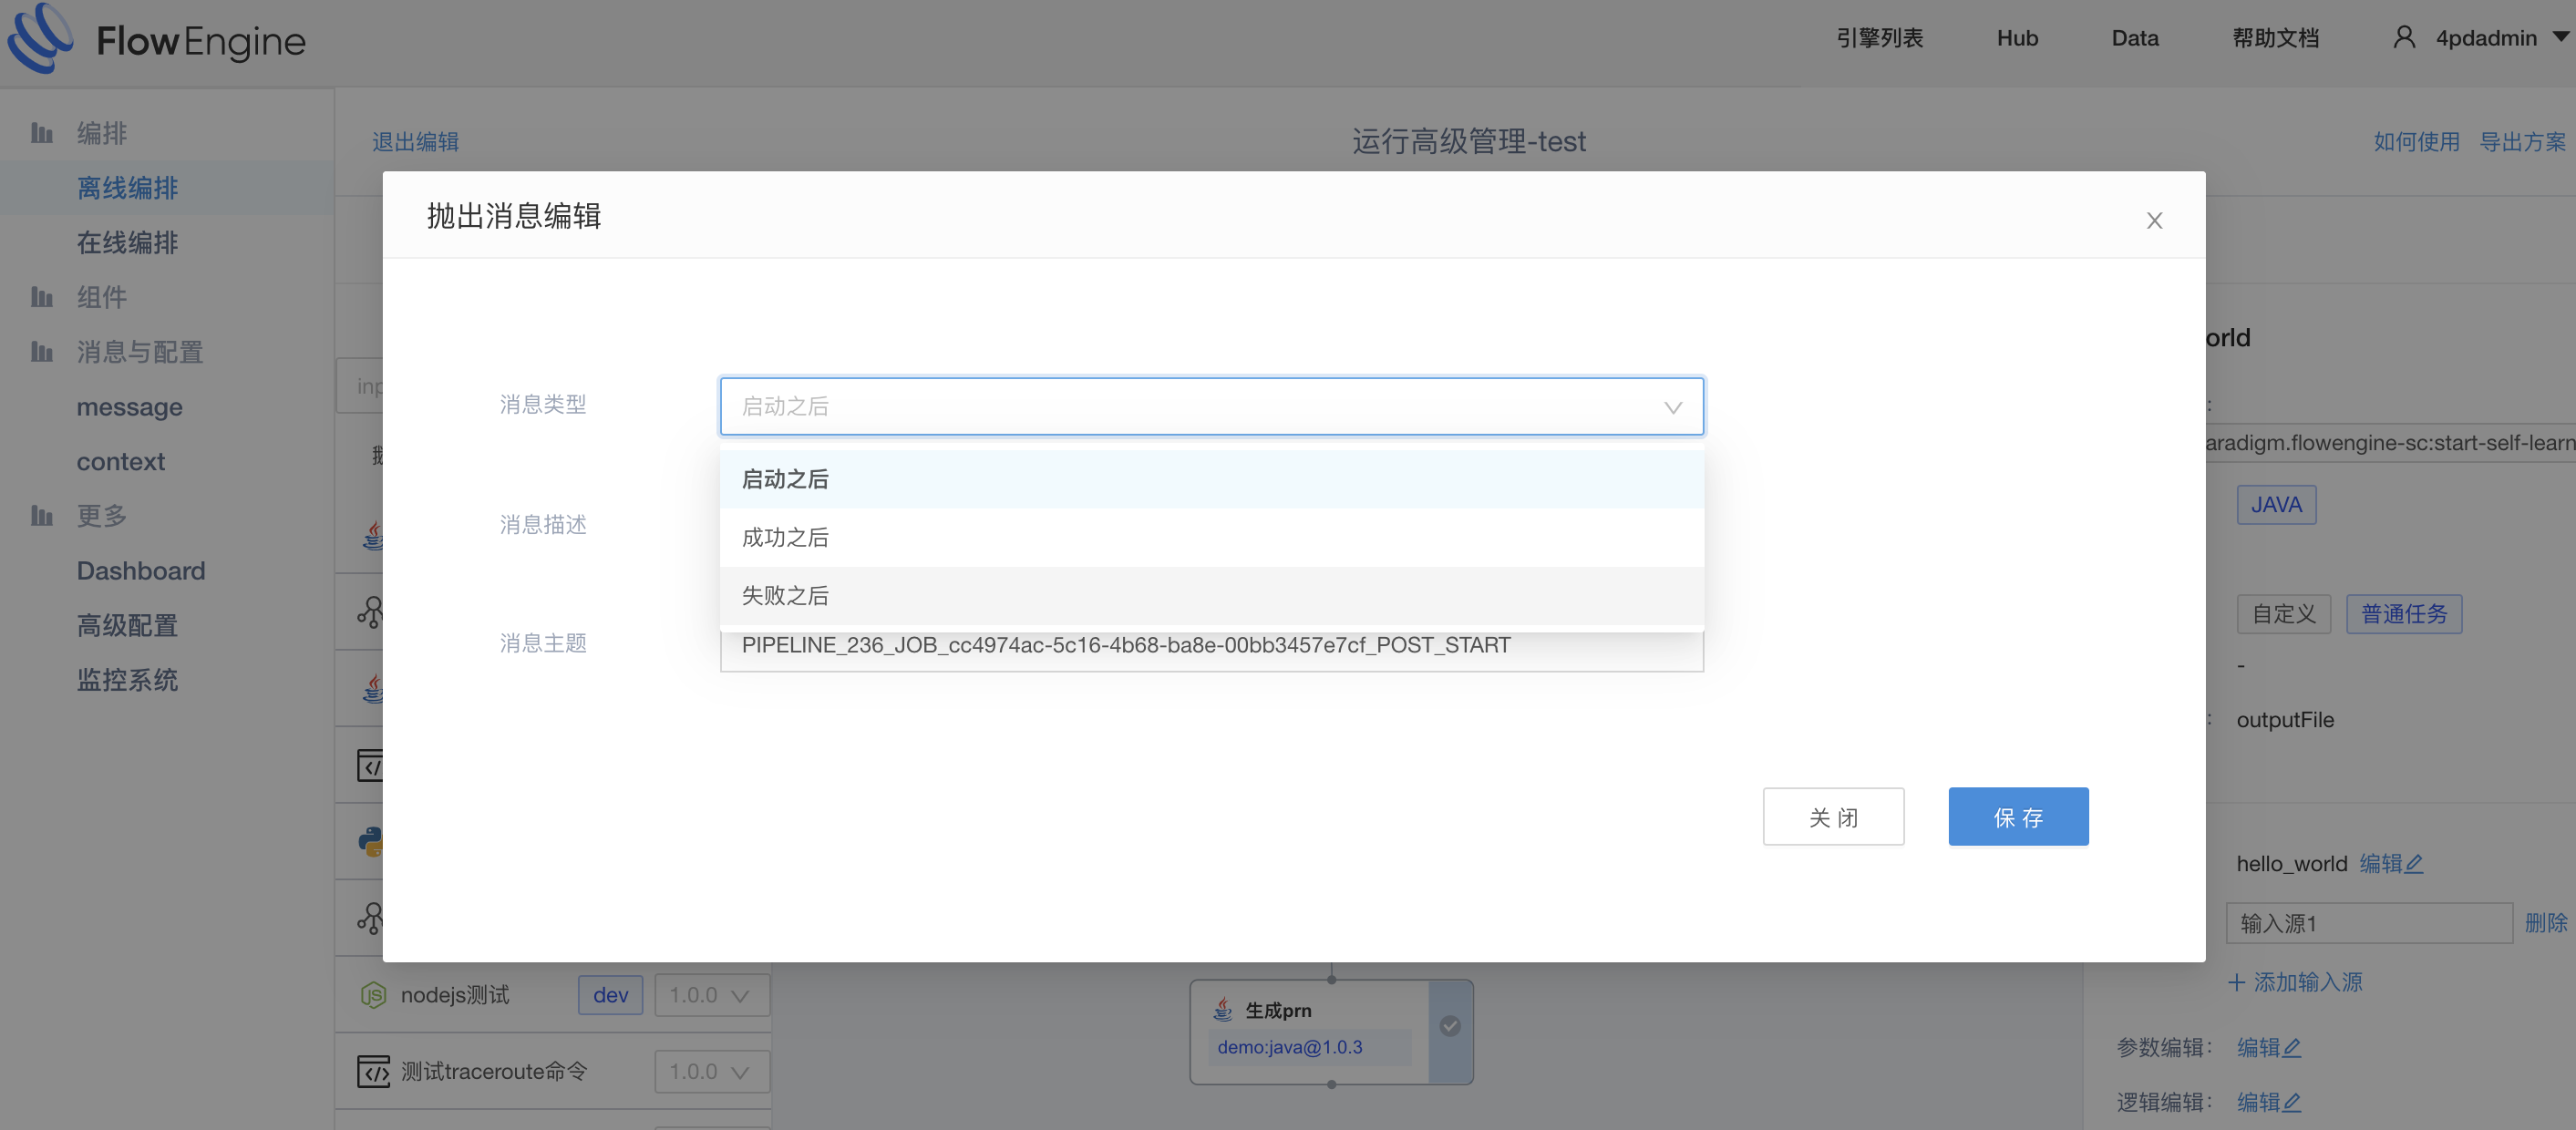 FlowEngine
引擎列表 Hub Data 帮助文档 4pdadmin
编排
离线编排
在线编排
组件
消息与配置
message
context
更多
Dashboard
高级配置
监控系统
退出编辑
运行高级管理-test
如何使用 导出方案
抛出消息编辑
X
消息类型
启动之后
启动之后
成功之后
失败之后
消息描述
消息主题
PIPELINE_236_JOB_cc4974ac-5c16-4b68-ba8e-00bb3457e7cf_POST_START
关 闭
保 存
inp
orld
:
aradigm.flowengine-sc:start-self-learn
JAVA
自定义 普通任务
-
: outputFile
hello_world 编辑
输入源1 删除
+ 添加输入源
参数编辑: 编辑
逻辑编辑: 编辑
nodejs测试 dev 1.0.0
测试traceroute命令 1.0.0
生成prn
demo:java@1.0.3